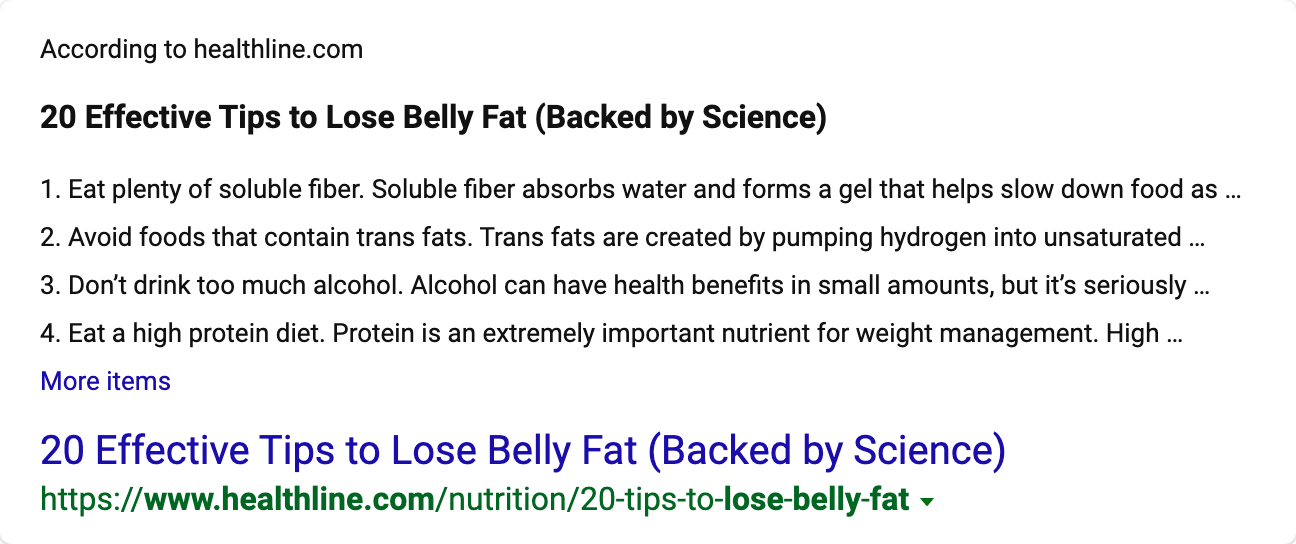 According to healthline.com
20 Effective Tips to Lose Belly Fat (Backed by Science)
1. Eat plenty of soluble fiber. Soluble fiber absorbs water and forms a gel that helps slow down food as ...
2. Avoid foods that contain trans fats. Trans fats are created by pumping hydrogen into unsaturated ...
3. Don’t drink too much alcohol. Alcohol can have health benefits in small amounts, but it’s seriously ...
4. Eat a high protein diet. Protein is an extremely important nutrient for weight management. High ...
More items
20 Effective Tips to Lose Belly Fat (Backed by Science)
https://www.healthline.com/nutrition/20-tips-to-lose-belly-fat